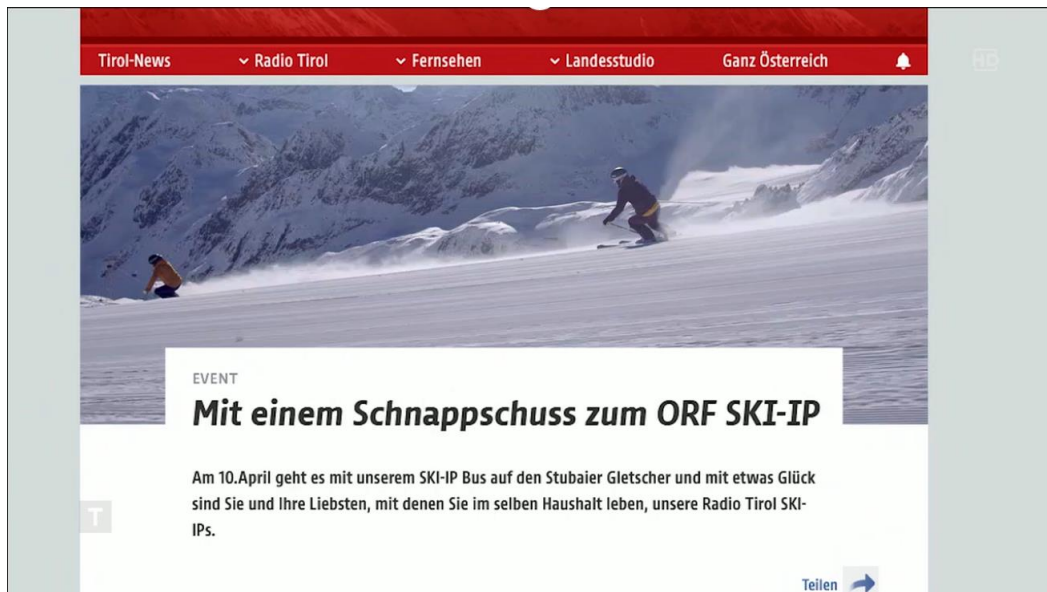 Tirol-News Radio Tirol Fernsehen Landesstudio Ganz Österreich
HD
EVENT
Mit einem Schnappschuss zum ORF SKI-IP
Am 10.April geht es mit unserem SKI-IP Bus auf den Stubaier Gletscher und mit etwas Glück
sind Sie und Ihre Liebsten, mit denen Sie im selben Haushalt leben, unsere Radio Tirol SKI-
IPs.
T
Teilen